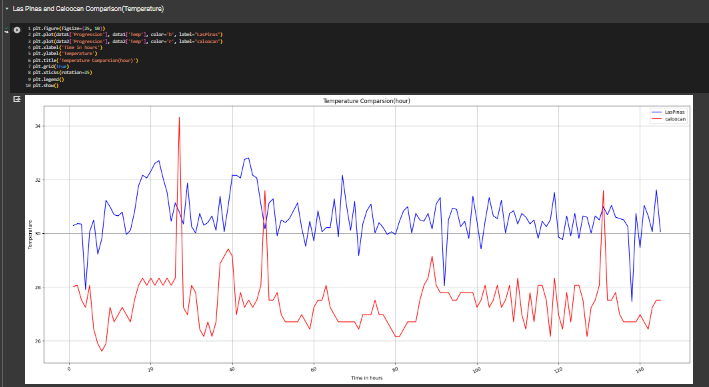 Las Pinas and Caloocan Comparison(Temperature)
1 plt.figure(figsize=(25, 10))
2 plt.plot(data1['Progression'], data1['Temp'], color='b', label="LasPinas")
3 plt.plot(data2['Progression'], data2['Temp'], color='r', label="caloocan")
4 plt.xlabel('Time in hours')
5 plt.ylabel('Temperature')
6 plt.title('Temperature Comparsion(hour)')
7 plt.grid(True)
8 plt.xticks(rotation=25)
9 plt.legend()
10 plt.show()
Temperature Comparsion(hour)
LasPinas
caloocan
34
32
30
28
26
Temperature
0
20
40
60
80
100
120
140
Time in hours